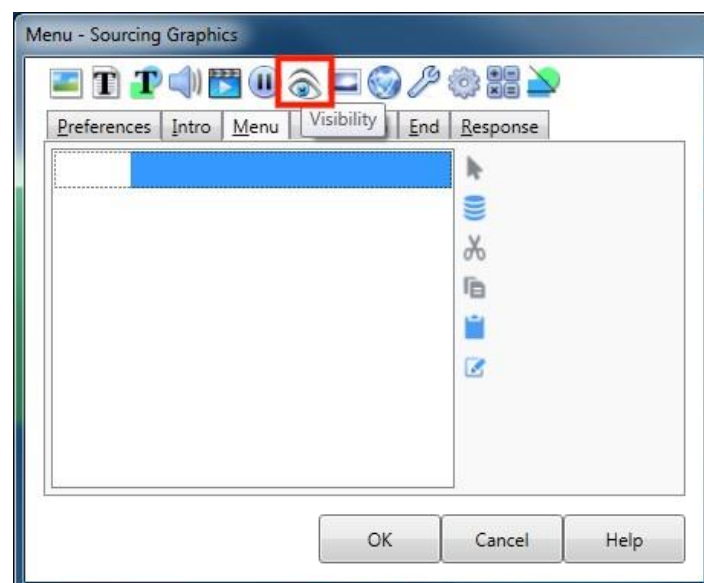 Menu - Sourcing Graphics
T T
Visibility
Preferences Intro Menu End Response
OK Cancel Help